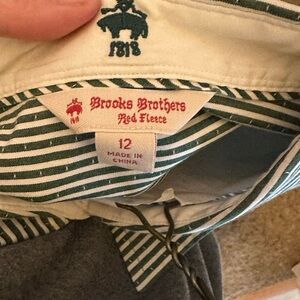 1818
Brooks Brothers
Red Fleece
12
MADE IN
CHINA